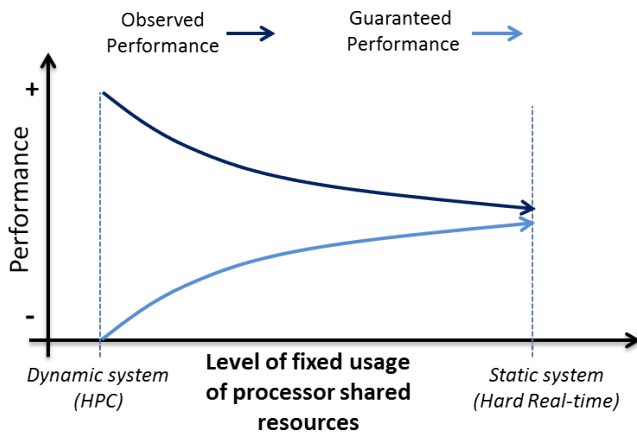 Observed
Performance
Guaranteed
Performance
+
Performance
-
Dynamic system
(HPC)
Level of fixed usage
of processor shared
resources
Static system
(Hard Real-time)